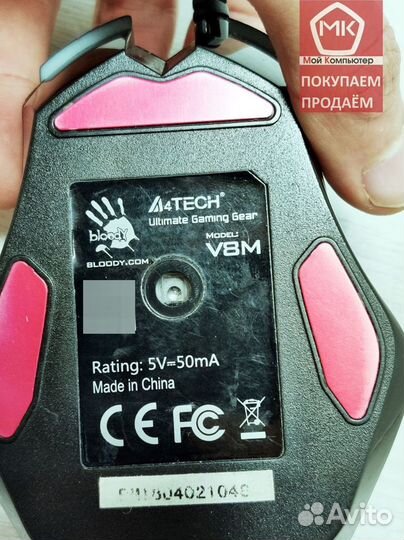 МК
Мой Компьютер
ПОКУПАЕМ
ПРОДАЁМ
A4TECH®
Ultimate Gaming Gear
bloody
MODEL:
V8M
BLOODY.COM
Rating: 5V=50mA
Made in China
CE FC
Avito